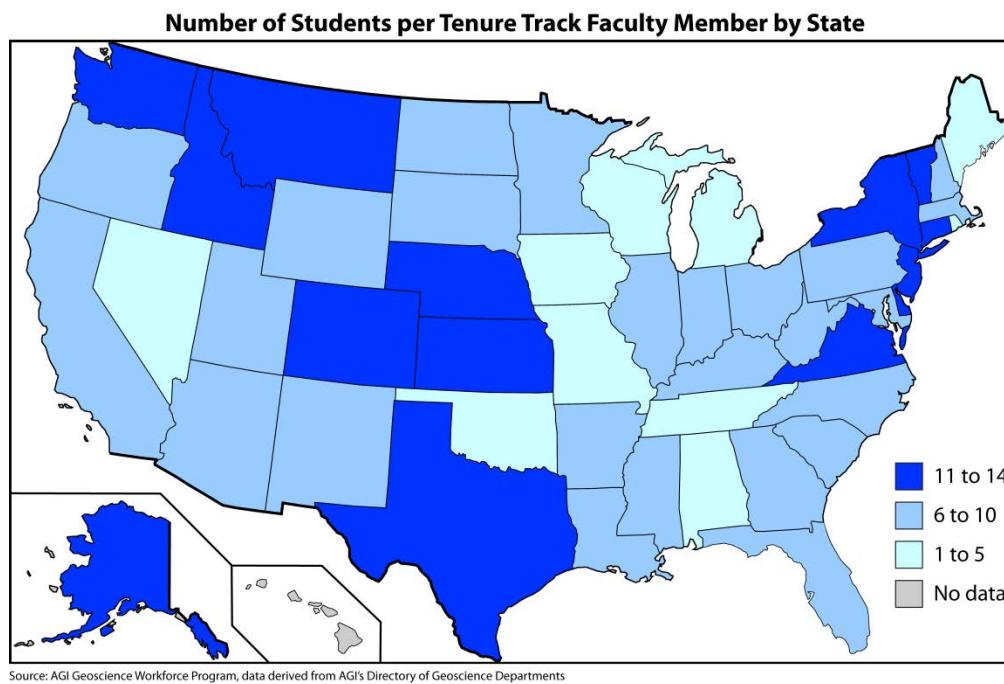 Number of Students per Tenure Track Faculty Member by State
11 to 14
6 to 10
1 to 5
No data
Source: AGI Geoscience Workforce Program, data derived from AGI's Directory of Geoscience Departments